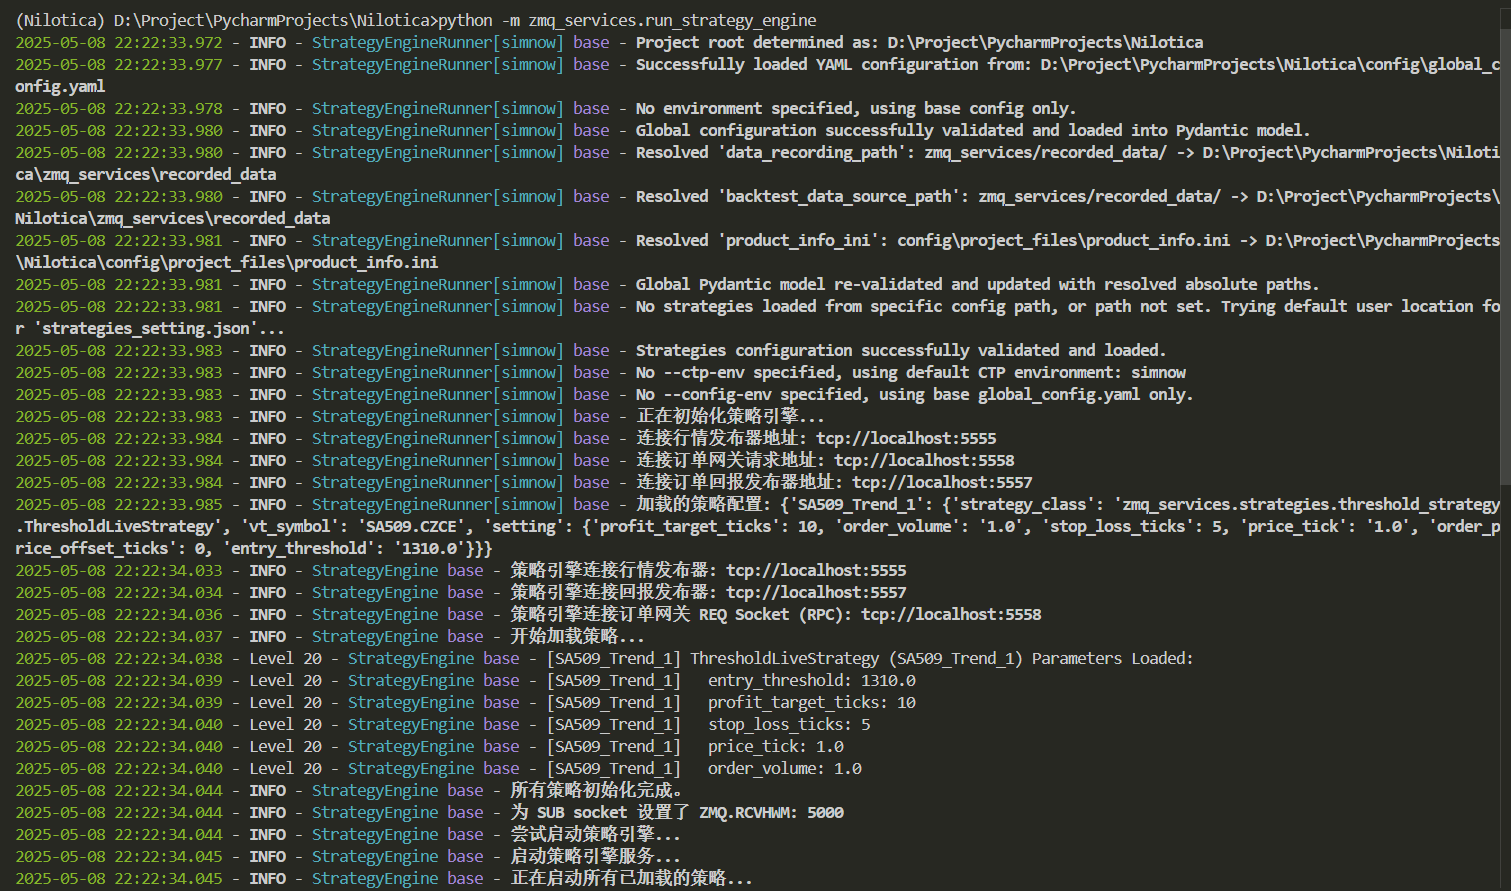 (Nilotica) D:\Project\PycharmProjects\Nilotica>python -m zmq_services.run_strategy_engine
2025-05-08 22:22:33.972 - INFO - StrategyEngineRunner[simnow] base - Project root determined as: D:\Project\PycharmProjects\Nilotica
2025-05-08 22:22:33.977 - INFO - StrategyEngineRunner[simnow] base - Successfully loaded YAML configuration from: D:\Project\PycharmProjects\Nilotica\config\global_c
onfig.yaml
2025-05-08 22:22:33.978 - INFO - StrategyEngineRunner[simnow] base - No environment specified, using base config only.
2025-05-08 22:22:33.980 - INFO - StrategyEngineRunner[simnow] base - Global configuration successfully validated and loaded into Pydantic model.
2025-05-08 22:22:33.980 - INFO - StrategyEngineRunner[simnow] base - Resolved 'data_recording_path': zmq_services/recorded_data/ -> D:\Project\PycharmProjects\Niloti
ca\zmq_services\recorded_data
2025-05-08 22:22:33.980 - INFO - StrategyEngineRunner[simnow] base - Resolved 'backtest_data_source_path': zmq_services/recorded_data/ -> D:\Project\PycharmProjects\
Nilotica\zmq_services\recorded_data
2025-05-08 22:22:33.981 - INFO - StrategyEngineRunner[simnow] base - Resolved 'product_info_ini': config\project_files\product_info.ini -> D:\Project\PycharmProjects
\Nilotica\config\project_files\product_info.ini
2025-05-08 22:22:33.981 - INFO - StrategyEngineRunner[simnow] base - Global Pydantic model re-validated and updated with resolved absolute paths.
2025-05-08 22:22:33.981 - INFO - StrategyEngineRunner[simnow] base - No strategies loaded from specific config path, or path not set. Trying default user location fo
r 'strategies_setting.json'...
2025-05-08 22:22:33.983 - INFO - StrategyEngineRunner[simnow] base - Strategies configuration successfully validated and loaded.
2025-05-08 22:22:33.983 - INFO - StrategyEngineRunner[simnow] base - No --ctp-env specified, using default CTP environment: simnow
2025-05-08 22:22:33.983 - INFO - StrategyEngineRunner[simnow] base - No --config-env specified, using base global_config.yaml only.
2025-05-08 22:22:33.983 - INFO - StrategyEngineRunner[simnow] base - 正在初始化策略引擎...
2025-05-08 22:22:33.984 - INFO - StrategyEngineRunner[simnow] base - 连接行情发布器地址: tcp://localhost:5555
2025-05-08 22:22:33.984 - INFO - StrategyEngineRunner[simnow] base - 连接订单网关请求地址: tcp://localhost:5558
2025-05-08 22:22:33.984 - INFO - StrategyEngineRunner[simnow] base - 连接订单回报发布器地址: tcp://localhost:5557
2025-05-08 22:22:33.985 - INFO - StrategyEngineRunner[simnow] base - 加载的策略配置: {'SA509_Trend_1': {'strategy_class': 'zmq_services.strategies.threshold_strategy
.ThresholdLiveStrategy', 'vt_symbol': 'SA509.CZCE', 'setting': {'profit_target_ticks': 10, 'order_volume': '1.0', 'stop_loss_ticks': 5, 'price_tick': '1.0', 'order_p
rice_offset_ticks': 0, 'entry_threshold': '1310.0'}}}
2025-05-08 22:22:34.033 - INFO - StrategyEngine base - 策略引擎连接行情发布器: tcp://localhost:5555
2025-05-08 22:22:34.034 - INFO - StrategyEngine base - 策略引擎连接回报发布器: tcp://localhost:5557
2025-05-08 22:22:34.036 - INFO - StrategyEngine base - 策略引擎连接订单网关 REQ Socket (RPC): tcp://localhost:5558
2025-05-08 22:22:34.037 - INFO - StrategyEngine base - 开始加载策略...
2025-05-08 22:22:34.038 - Level 20 - StrategyEngine base - [SA509_Trend_1] ThresholdLiveStrategy (SA509_Trend_1) Parameters Loaded:
2025-05-08 22:22:34.039 - Level 20 - StrategyEngine base - [SA509_Trend_1]   entry_threshold: 1310.0
2025-05-08 22:22:34.039 - Level 20 - StrategyEngine base - [SA509_Trend_1]   profit_target_ticks: 10
2025-05-08 22:22:34.040 - Level 20 - StrategyEngine base - [SA509_Trend_1]   stop_loss_ticks: 5
2025-05-08 22:22:34.040 - Level 20 - StrategyEngine base - [SA509_Trend_1]   price_tick: 1.0
2025-05-08 22:22:34.040 - Level 20 - StrategyEngine base - [SA509_Trend_1]   order_volume: 1.0
2025-05-08 22:22:34.044 - INFO - StrategyEngine base - 所有策略初始化完成。
2025-05-08 22:22:34.044 - INFO - StrategyEngine base - 为 SUB socket 设置了 ZMQ.RCVHWM: 5000
2025-05-08 22:22:34.044 - INFO - StrategyEngine base - 尝试启动策略引擎...
2025-05-08 22:22:34.045 - INFO - StrategyEngine base - 启动策略引擎服务...
2025-05-08 22:22:34.045 - INFO - StrategyEngine base - 正在启动所有已加载的策略...